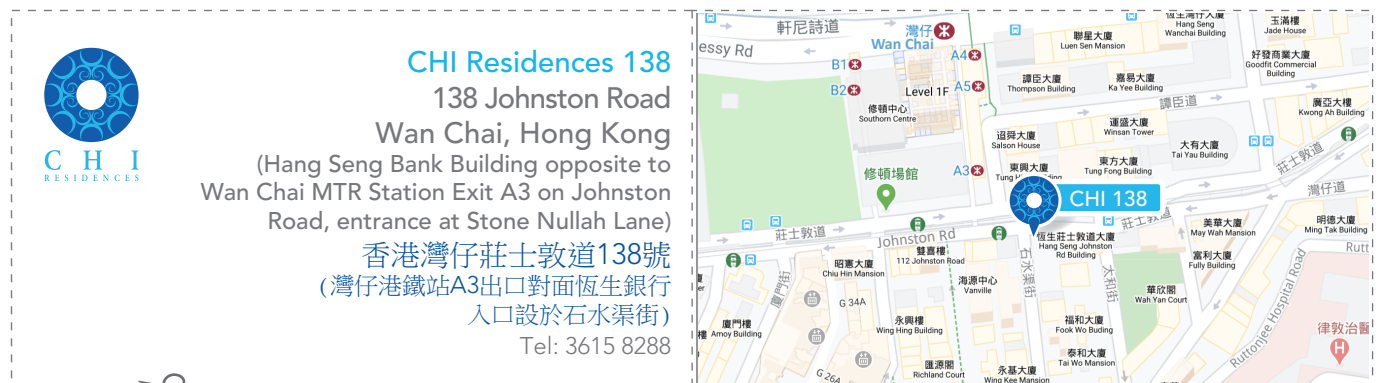 CHI
RESIDENCES
CHI Residences 138
138 Johnston Road
Wan Chai, Hong Kong
(Hang Seng Bank Building opposite to
Wan Chai MTR Station Exit A3 on Johnston
Road, entrance at Stone Nullah Lane)
香港灣仔莊士敦道138號
(灣仔港鐵站A3出口對面恆生銀行
入口設於石水渠街)
Tel: 3615 8288
軒尼詩道
essy Rd
灣仔
Wan Chai
B1
B2
A4
A5
A3
Level 1F
修頓中心
Southorn Centre
聯星大廈
Luen Sen Mansion
Hang Seng
Wanchai Building
玉滿樓
Jade House
好發商業大廈
Goodfit Commercial
Building
譚臣大廈
Thompson Building
嘉易大廈
Ka Yee Building
譚臣道
廣亞大樓
Kwong Ah Building
運盛大廈
Winsan Tower
迢舜大廈
Salson House
大有大廈
Tai Yau Building
東興大廈
東方大廈
Tung Fong Building
修頓場館
CHI 138
莊士敦道
灣仔道
莊士敦道
莊士敦道
Johnston Rd
恆生莊士敦道大廈
Hang Seng Johnston
Rd Building
美華大廈
May Wah Mansion
明德大廈
Ming Tak Building
Rutt
雙喜樓
112 Johnston Road
昭憲大廈
Chiu Hin Mansion
廈門街
石水渠街
太和街
富利大廈
Fully Building
海源中心
Vanville
G 34A
華欣閣
Wah Yan Court
廈門樓
Amoy Building
永興樓
Wing Hing Building
福和大廈
Fook Wo Buding
泰和大廈
Tai Wo Mansion
匯源閣
Richland Court
G 26A
永基大廈
Wing Kee Mansion
Ruttonjee Hospital Road
律敦治醫
H